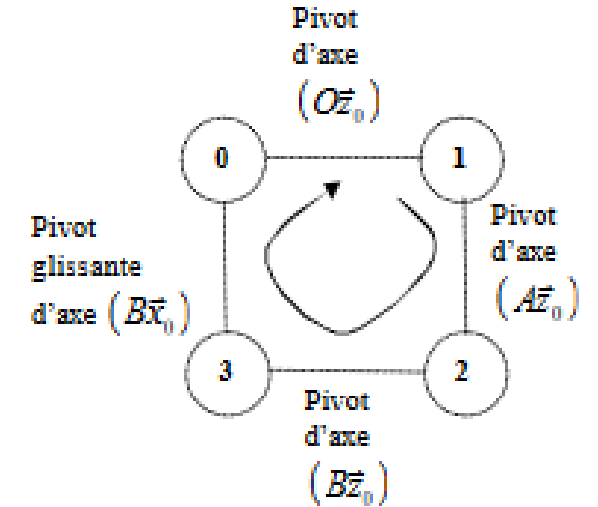 Pivot
d'axe
(Oz⃗₀)
0
1
Pivot
glissante
d'axe (Bx⃗₀)
Pivot
d'axe
(Az⃗₀)
3
2
Pivot
d'axe
(Bz⃗₀)